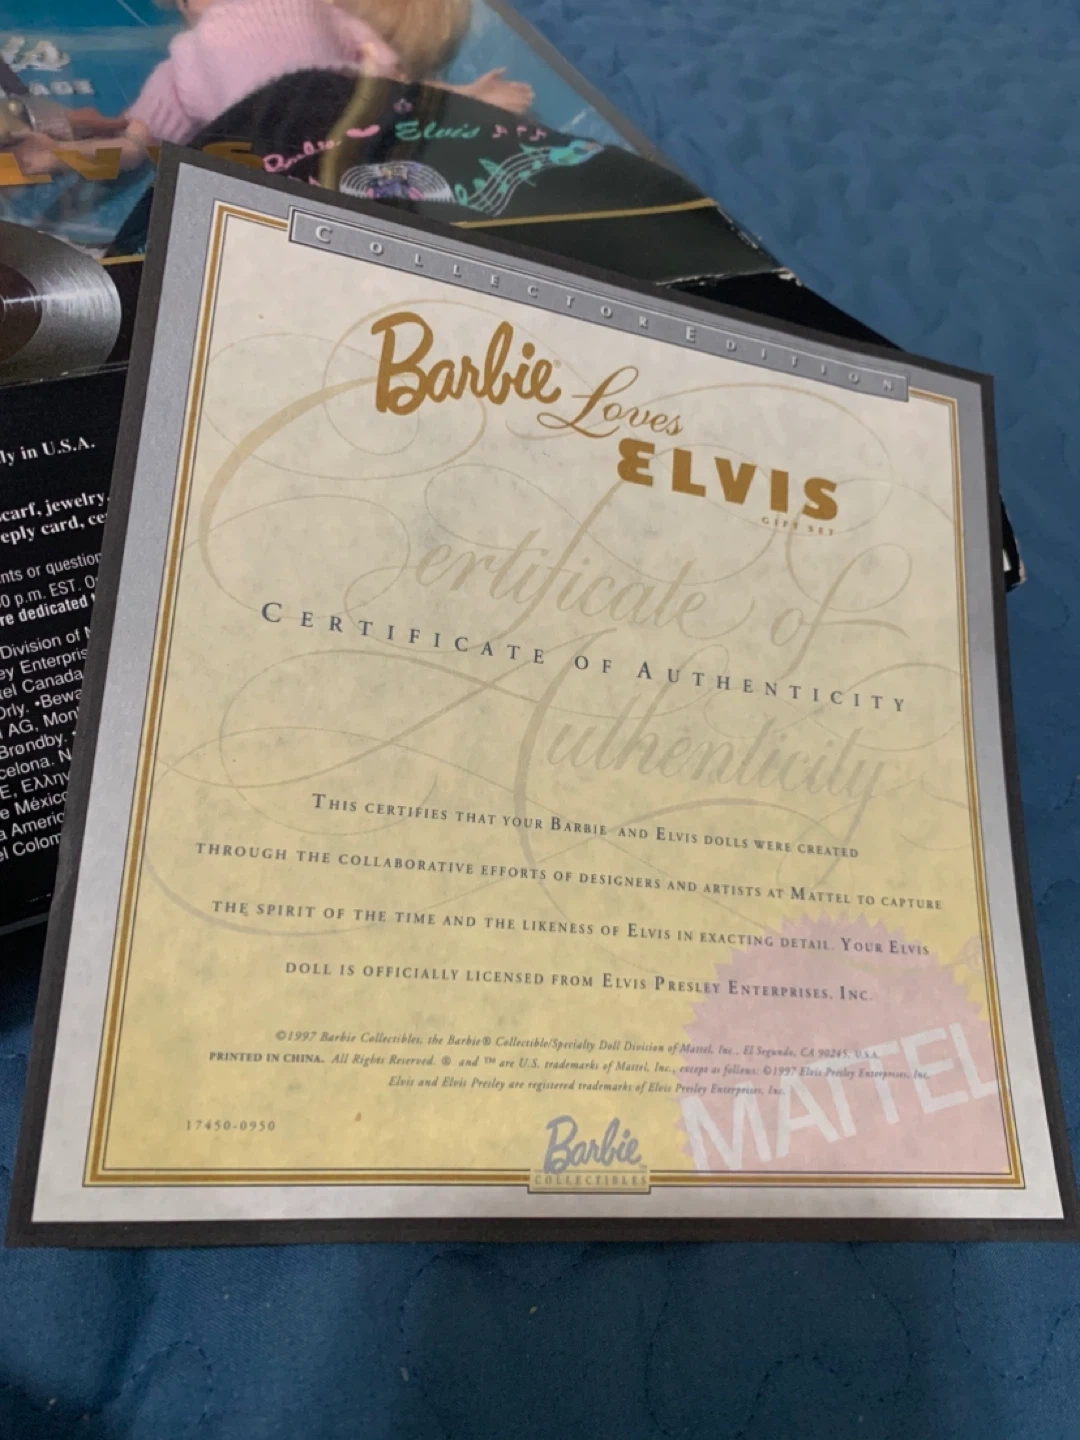 Barbie Elvis
COLLECTOR EDITION
Barbie Loves
ELVIS
GIFT SET
Certificate of
CERTIFICATE OF AUTHENTICITY
Authenticity
THIS CERTIFIES THAT YOUR BARBIE AND ELVIS DOLLS WERE CREATED
THROUGH THE COLLABORATIVE EFFORTS OF DESIGNERS AND ARTISTS AT MATTEL TO CAPTURE
THE SPIRIT OF THE TIME AND THE LIKENESS OF ELVIS IN EXACTING DETAIL. YOUR ELVIS
DOLL IS OFFICIALLY LICENSED FROM ELVIS PRESLEY ENTERPRISES, INC.
©1997 Barbie Collectibles, the Barbie® Collectible/Specialty Doll Division of Mattel, Inc., El Segundo, CA 90245, U.S.A.
PRINTED IN CHINA. All Rights Reserved. ® and ™ are U.S. trademarks of Mattel, Inc., except as follows: ©1997 Elvis Presley Enterprises, Inc.
Elvis and Elvis Presley are registered trademarks of Elvis Presley Enterprises, Inc.
MATTEL
17450-0950
Barbie™
COLLECTIBLES
in U.S.A.
jewelry,
eply card,
nts or question
p.m. EST.
re dedicated
Division of
Enterpris
Canada
Orly. •Bewa
AG, Mon
Brøndby.
celona. N
E, Ελλην
e México
a Americ
el Colom